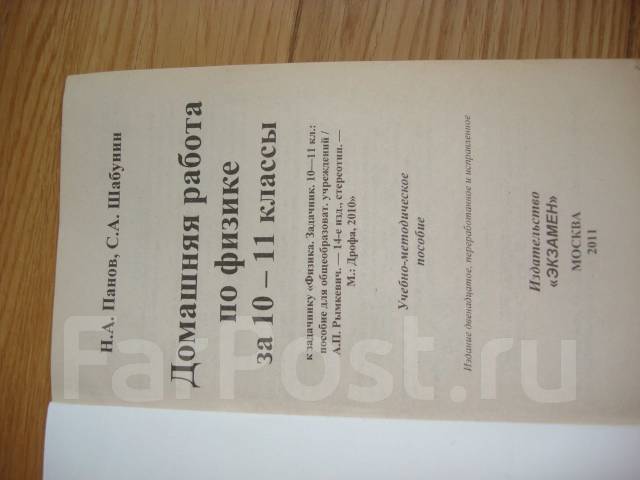 Н.А. Панов, С.А. Шабунин
Домашняя работа
по физике
за 10 – 11 классы
к задачнику «Физика. Задачник. 10—11 кл.:
пособие для общеобразоват. учреждений /
А.П. Рымкевич. — 14-е изд., стереотип. —
М.: Дрофа, 2010»
Учебно-методическое
пособие
Издание двенадцатое, переработанное и исправленное
Издательство
«ЭКЗАМЕН»
МОСКВА
2011
FarPost.ru